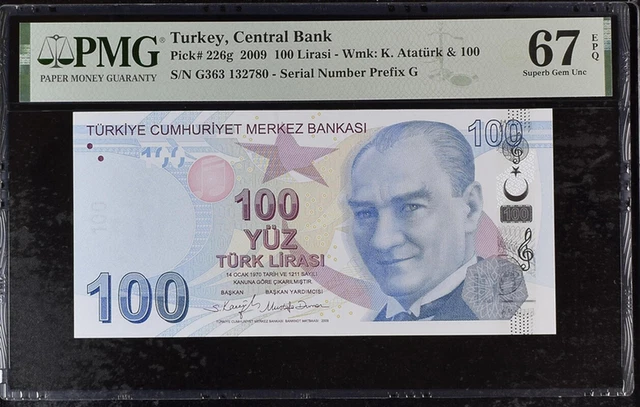 PMG
PAPER MONEY GUARANTY
Turkey, Central Bank
Pick# 226g 2009 100 Lirasi - Wmk: K. Atatürk & 100
S/N G363 132780 - Serial Number Prefix G
67
EPQ
Superb Gem Unc
TÜRKİYE CUMHURİYET MERKEZ BANKASI
100
100
100
100
YÜZ
TÜRK LİRASI
14 OCAK 1970 TARİH VE 1211 SAYILI
KANUNA GÖRE ÇIKARILMIŞTIR.
BAŞKAN BAŞKAN YARDIMCISI
100
100